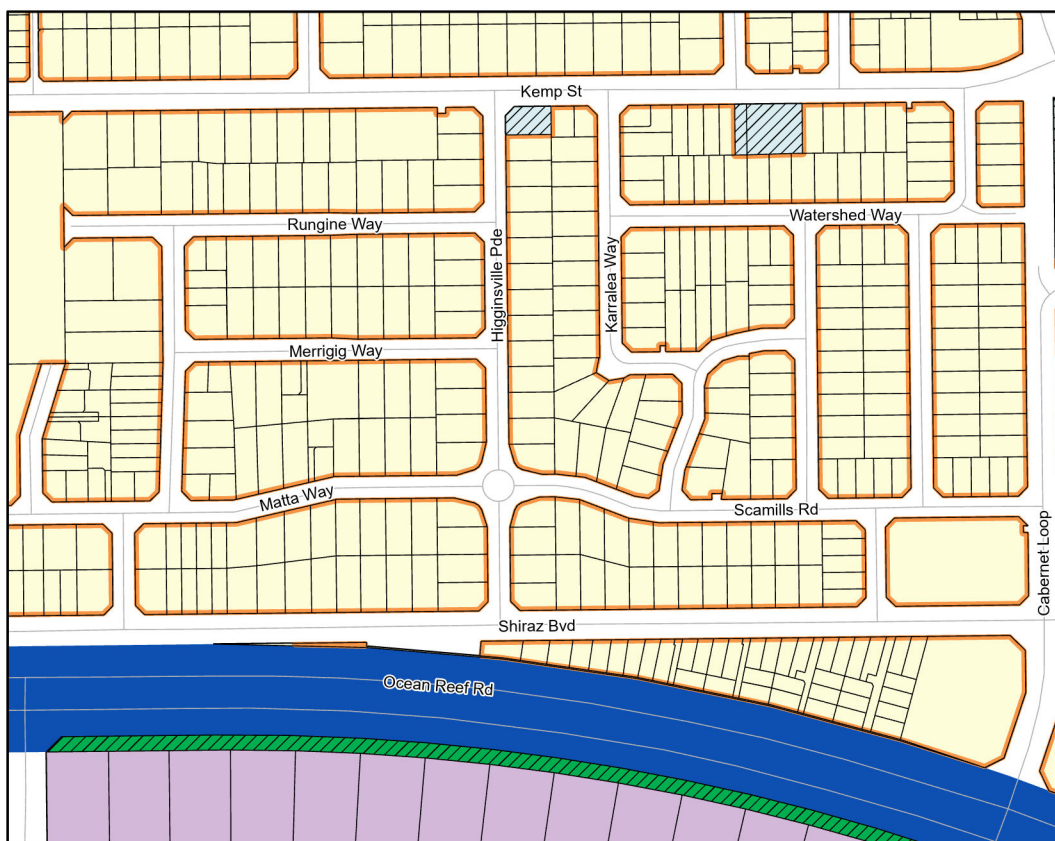 Kemp St
Rungine Way
Watershed Way
Higginsville Pde
Karralea Way
Merrigig Way
Matta Way
Scamills Rd
Cabernet Loop
Shiraz Bvd
Ocean Reef Rd